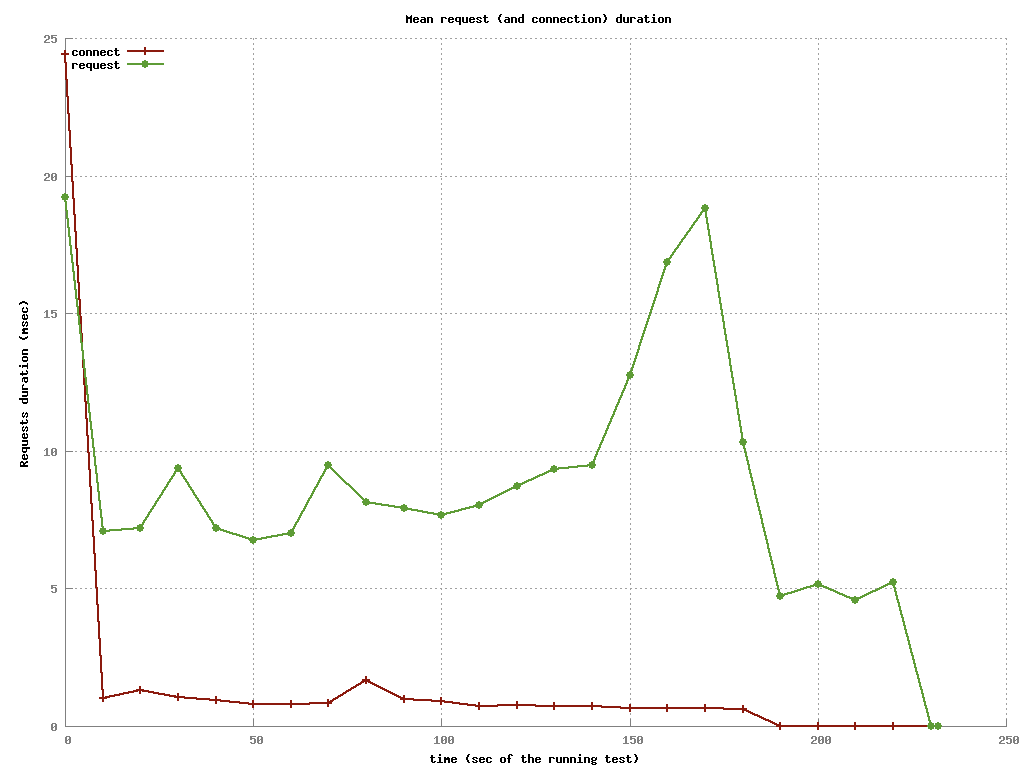 Mean request (and connection) duration
connect
request
25
20
15
10
5
0
Requests duration (msec)
0 50 100 150 200 250
time (sec of the running test)